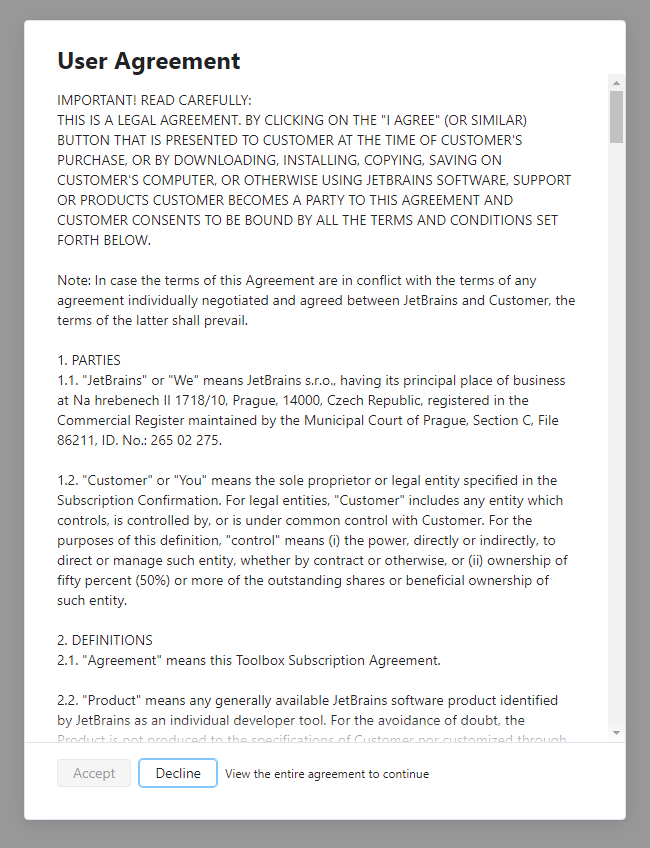 User Agreement
IMPORTANT! READ CAREFULLY:
THIS IS A LEGAL AGREEMENT. BY CLICKING ON THE "I AGREE" (OR SIMILAR)
BUTTON THAT IS PRESENTED TO CUSTOMER AT THE TIME OF CUSTOMER'S
PURCHASE, OR BY DOWNLOADING, INSTALLING, COPYING, SAVING ON
CUSTOMER'S COMPUTER, OR OTHERWISE USING JETBRAINS SOFTWARE, SUPPORT
OR PRODUCTS CUSTOMER BECOMES A PARTY TO THIS AGREEMENT AND
CUSTOMER CONSENTS TO BE BOUND BY ALL THE TERMS AND CONDITIONS SET
FORTH BELOW.
Note: In case the terms of this Agreement are in conflict with the terms of any
agreement individually negotiated and agreed between JetBrains and Customer, the
terms of the latter shall prevail.
1. PARTIES
1.1. "JetBrains" or "We" means JetBrains s.r.o., having its principal place of business
at Na hrebenech II 1718/10, Prague, 14000, Czech Republic, registered in the
Commercial Register maintained by the Municipal Court of Prague, Section C, File
86211, ID. No.: 265 02 275.
1.2. "Customer" or "You" means the sole proprietor or legal entity specified in the
Subscription Confirmation. For legal entities, "Customer" includes any entity which
controls, is controlled by, or is under common control with Customer. For the
purposes of this definition, "control" means (i) the power, directly or indirectly, to
direct or manage such entity, whether by contract or otherwise, or (ii) ownership of
fifty percent (50%) or more of the outstanding shares or beneficial ownership of
such entity.
2. DEFINITIONS
2.1. "Agreement" means this Toolbox Subscription Agreement.
2.2. "Product" means any generally available JetBrains software product identified
by JetBrains as an individual developer tool. For the avoidance of doubt, the
Product is not produced to the specifications of Customer nor customized through
Accept
Decline
View the entire agreement to continue